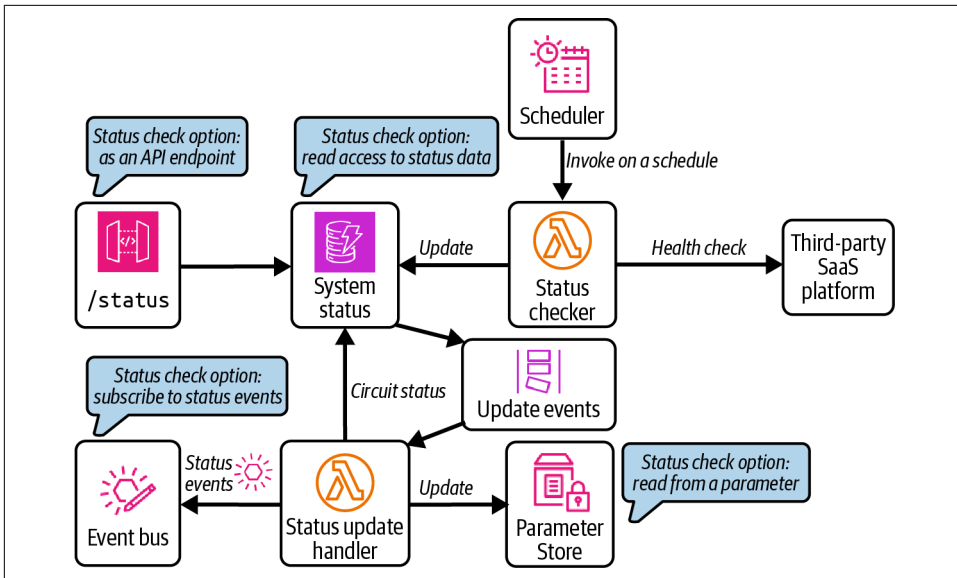 Scheduler
Status check option:
as an API endpoint
Status check option:
read access to status data
Invoke on a schedule
</>
/status
System
status
Update
Status
checker
Health check
Third-party
SaaS
platform
Circuit status
Update events
Status check option:
subscribe to status events
Event bus
Status
events
Status update
handler
Update
Parameter
Store
Status check option:
read from a parameter